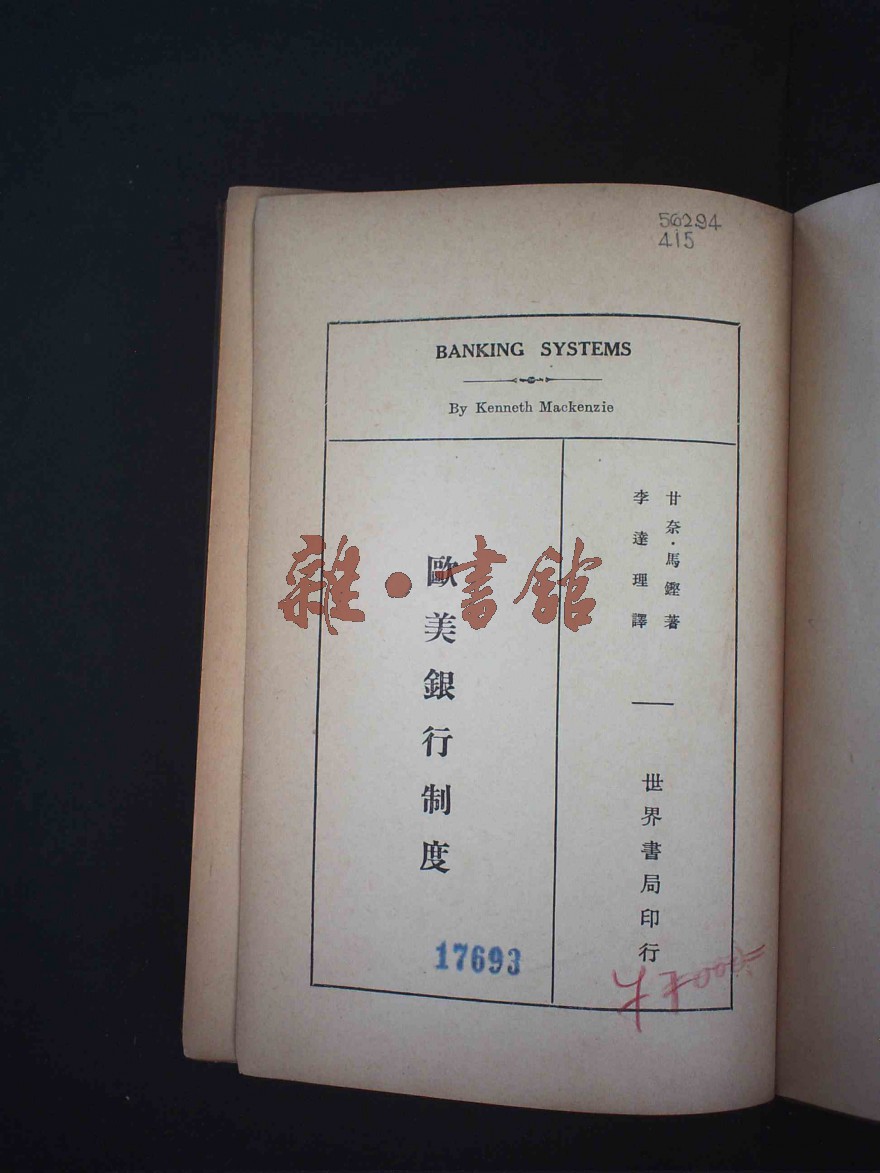 56294
415
BANKING SYSTEMS
By Kenneth Mackenzie
甘奈·馬鏗著
李達理譯
世界書局印行
歐美銀行制度
雜·書館
17693